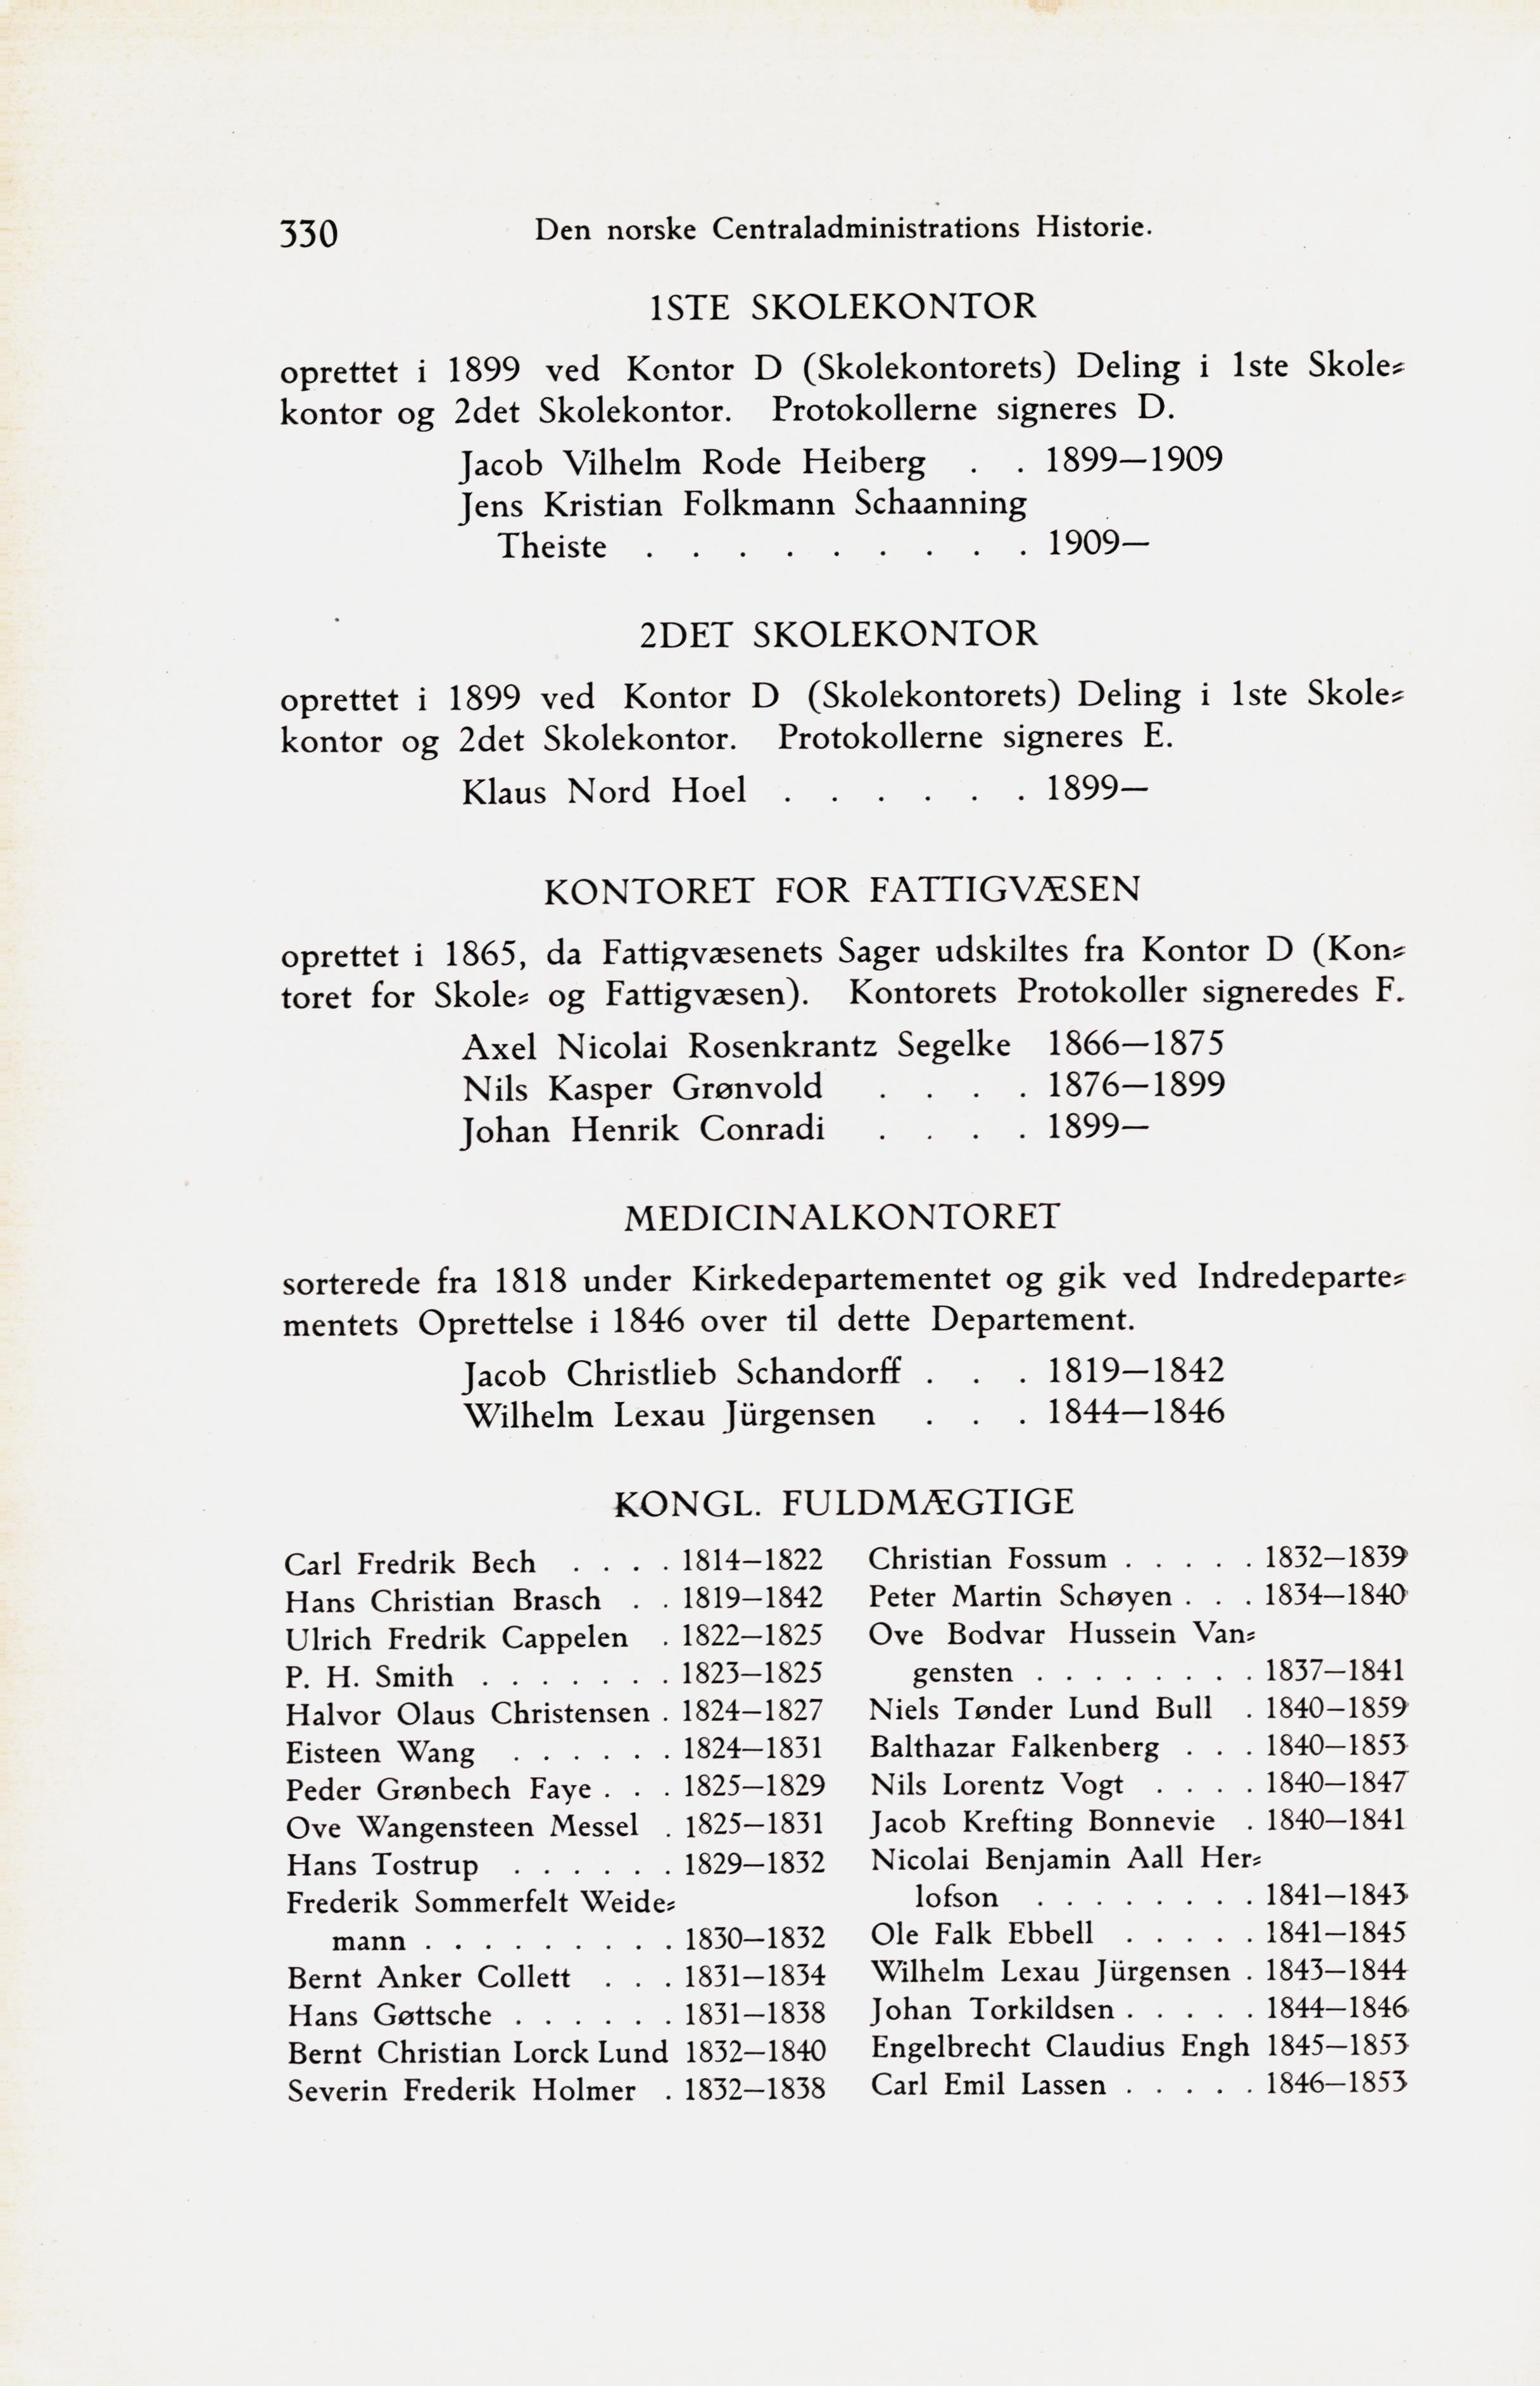 330 Den norske Centraladministrations Historie.
1STE SKOLEKONTOR
oprettet i 1899 ved Kontor D (Skolekontorets) Deling i 1ste Skole⸗
kontor og 2det Skolekontor. Protokollerne signeres D.
Jacob Vilhelm Rode Heiberg . . 1899—1909
Jens Kristian Folkmann Schaanning
Theiste . . . . . . . . . 1909—
2DET SKOLEKONTOR
oprettet i 1899 ved Kontor D (Skolekontorets) Deling i 1ste Skole⸗
kontor og 2det Skolekontor. Protokollerne signeres E.
Klaus Nord Hoel . . . . . . 1899—
KONTORET FOR FATTIGVÆSEN
oprettet i 1865, da Fattigvæsenets Sager udskiltes fra Kontor D (Kon⸗
toret for Skole⸗ og Fattigvæsen). Kontorets Protokoller signeredes F.
Axel Nicolai Rosenkrantz Segelke 1866—1875
Nils Kasper Grønvold . . . . 1876—1899
Johan Henrik Conradi . . . . 1899—
MEDICINALKONTORET
sorterede fra 1818 under Kirkedepartementet og gik ved Indredeparte⸗
mentets Oprettelse i 1846 over til dette Departement.
Jacob Christlieb Schandorff . . . 1819—1842
Wilhelm Lexau Jürgensen . . . 1844—1846
KONGL. FULDMÆGTIGE
Carl Fredrik Bech . . . . 1814—1822
Hans Christian Brasch . . 1819—1842
Ulrich Fredrik Cappelen . 1822—1825
P. H. Smith . . . . . . . 1823—1825
Halvor Olaus Christensen . 1824—1827
Eisteen Wang . . . . . . 1824—1831
Peder Grønbech Faye . . . 1825—1829
Ove Wangensteen Messel . 1825—1831
Hans Tostrup . . . . . . 1829—1832
Frederik Sommerfelt Weide⸗
mann . . . . . . . . . 1830—1832
Bernt Anker Collett . . . 1831—1834
Hans Gøttsche . . . . . . 1831—1838
Bernt Christian Lorck Lund 1832—1840
Severin Frederik Holmer . 1832—1838
Christian Fossum . . . . . 1832—1839
Peter Martin Schøyen . . . 1834—1840
Ove Bodvar Hussein Van⸗
gensten . . . . . . . . 1837—1841
Niels Tønder Lund Bull . 1840—1859
Balthazar Falkenberg . . . 1840—1853
Nils Lorentz Vogt . . . . 1840—1847
Jacob Krefting Bonnevie . 1840—1841
Nicolai Benjamin Aall Her⸗
lofson . . . . . . . . 1841—1843
Ole Falk Ebbell . . . . . 1841—1845
Wilhelm Lexau Jürgensen . 1843—1844
Johan Torkildsen . . . . . 1844—1846
Engelbrecht Claudius Engh 1845—1853
Carl Emil Lassen . . . . . 1846—1853